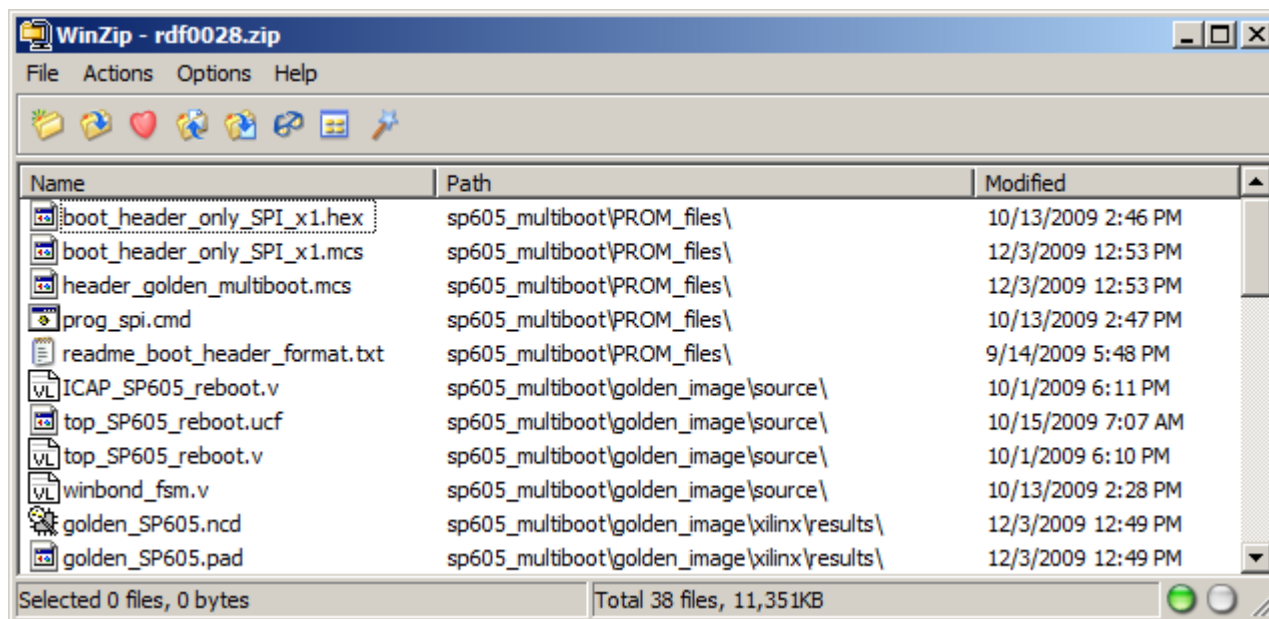 WinZip - rdf0028.zip
File Actions Options Help
Name Path Modified
boot_header_only_SPI_x1.hex sp605_multiboot\PROM_files\ 10/13/2009 2:46 PM
boot_header_only_SPI_x1.mcs sp605_multiboot\PROM_files\ 12/3/2009 12:53 PM
header_golden_multiboot.mcs sp605_multiboot\PROM_files\ 12/3/2009 12:53 PM
prog_spi.cmd sp605_multiboot\PROM_files\ 10/13/2009 2:47 PM
readme_boot_header_format.txt sp605_multiboot\PROM_files\ 9/14/2009 5:48 PM
VL ICAP_SP605_reboot.v sp605_multiboot\golden_image\source\ 10/1/2009 6:11 PM
top_SP605_reboot.ucf sp605_multiboot\golden_image\source\ 10/15/2009 7:07 AM
VL top_SP605_reboot.v sp605_multiboot\golden_image\source\ 10/1/2009 6:10 PM
VL winbond_fsm.v sp605_multiboot\golden_image\source\ 10/13/2009 2:28 PM
golden_SP605.ncd sp605_multiboot\golden_image\xilinx\results\ 12/3/2009 12:49 PM
golden_SP605.pad sp605_multiboot\golden_image\xilinx\results\ 12/3/2009 12:49 PM
Selected 0 files, 0 bytes Total 38 files, 11,351KB